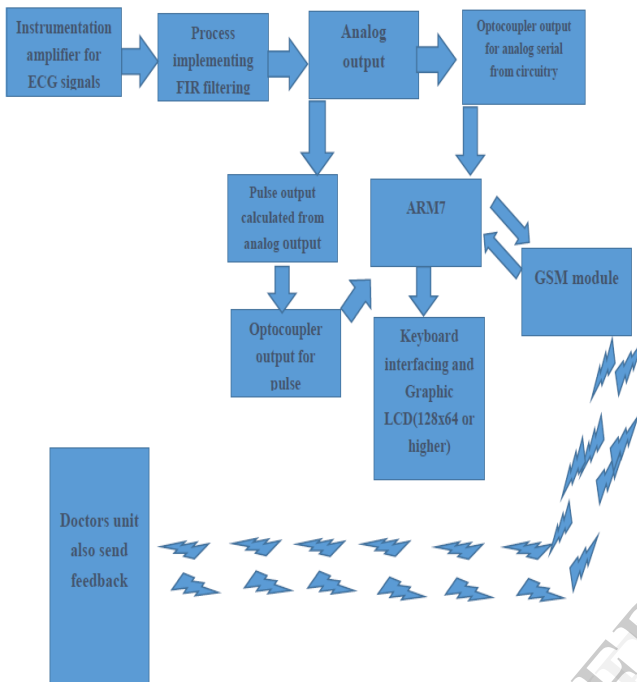 Instrumentation
amplifier for
ECG signals
Process
implementing
FIR filtering
Analog
output
Optocoupler output
for analog serial
from circuitry
Pulse output
calculated from
analog output
ARM7
GSM module
Optocoupler
output for
pulse
Keyboard
interfacing and
Graphic
LCD(128x64 or
higher)
Doctors unit
also send
feedback